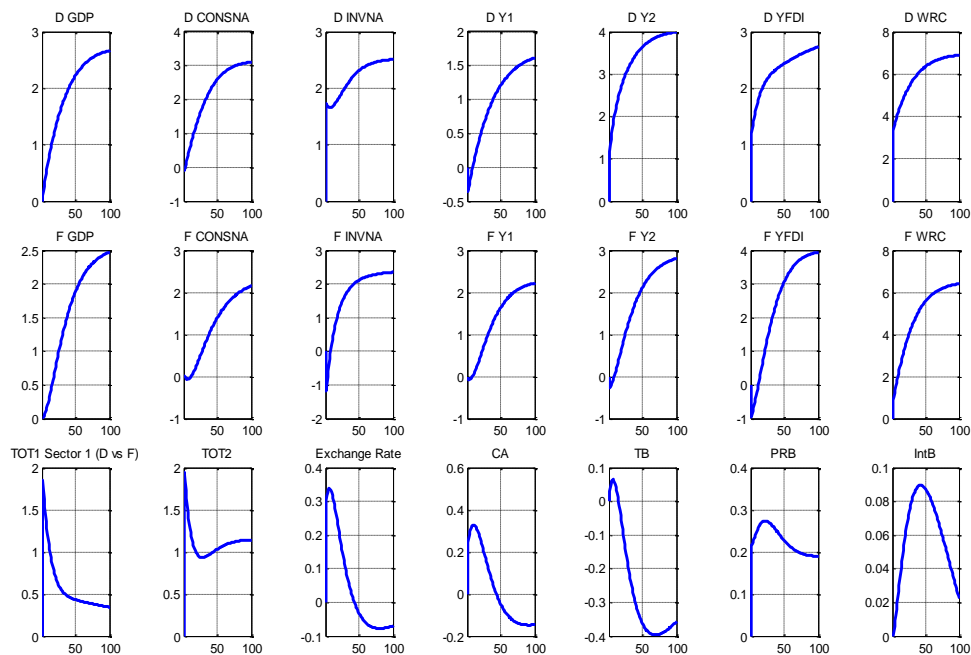 D GDP D CONSNA D INVNA D Y1 D Y2 D YFDI D WRC
3 4 3 2 4 3 8
3 1.5
2 2 3 2 6
2 1
1 2 4
1 0.5
1 1 1 2
0 0
0 -1 0 -0.5 0 0 0
50 100 50 100 50 100 50 100 50 100 50 100 50 100
F GDP F CONSNA F INVNA F Y1 F Y2 F YFDI F WRC
2.5 3 3 3 3 4 8
2 2 2 2 2 3 6
1.5 1 2
1 1 1 1 4
1 0 1
0.5 0 -1 0 0 0 2
0 -1 -2 -1 -1 -1 0
50 100 50 100 50 100 50 100 50 100 50 100 50 100
TOT1 Sector 1 (D vs F) TOT2 Exchange Rate CA TB PRB IntB
2 2 0.4 0.6 0.1 0.4 0.1
1.5 1.5 0.3 0.4 0 0.3 0.08
0.2 -0.1 0.06
1 1 0.2 0.2
0.1 -0.2 0.04
0.5 0.5 0 0 -0.3 0.1 0.02
0 0 -0.1 -0.2 -0.4 0 0
50 100 50 100 50 100 50 100 50 100 50 100 50 100